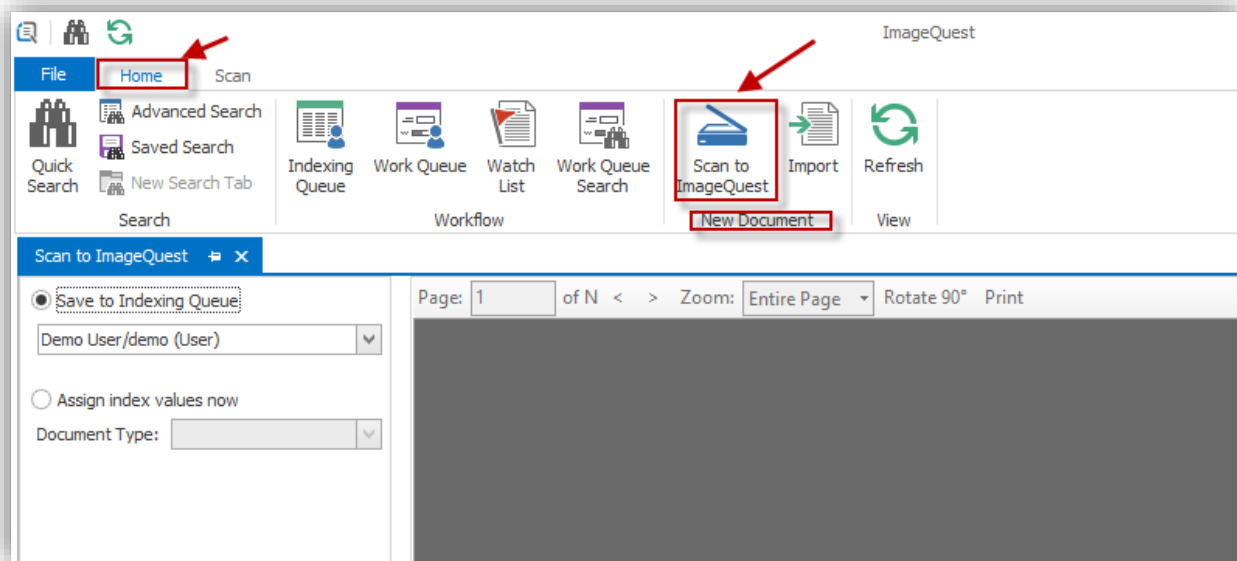 ImageQuest
File Home Scan
Quick Search
Advanced Search
Saved Search
New Search Tab
Indexing Queue
Work Queue
Watch List
Work Queue Search
Scan to ImageQuest
Import
Refresh
Search Workflow New Document View
Scan to ImageQuest
Save to Indexing Queue
Demo User/demo (User)
Assign index values now
Document Type:
Page: 1 of N < > Zoom: Entire Page Rotate 90° Print